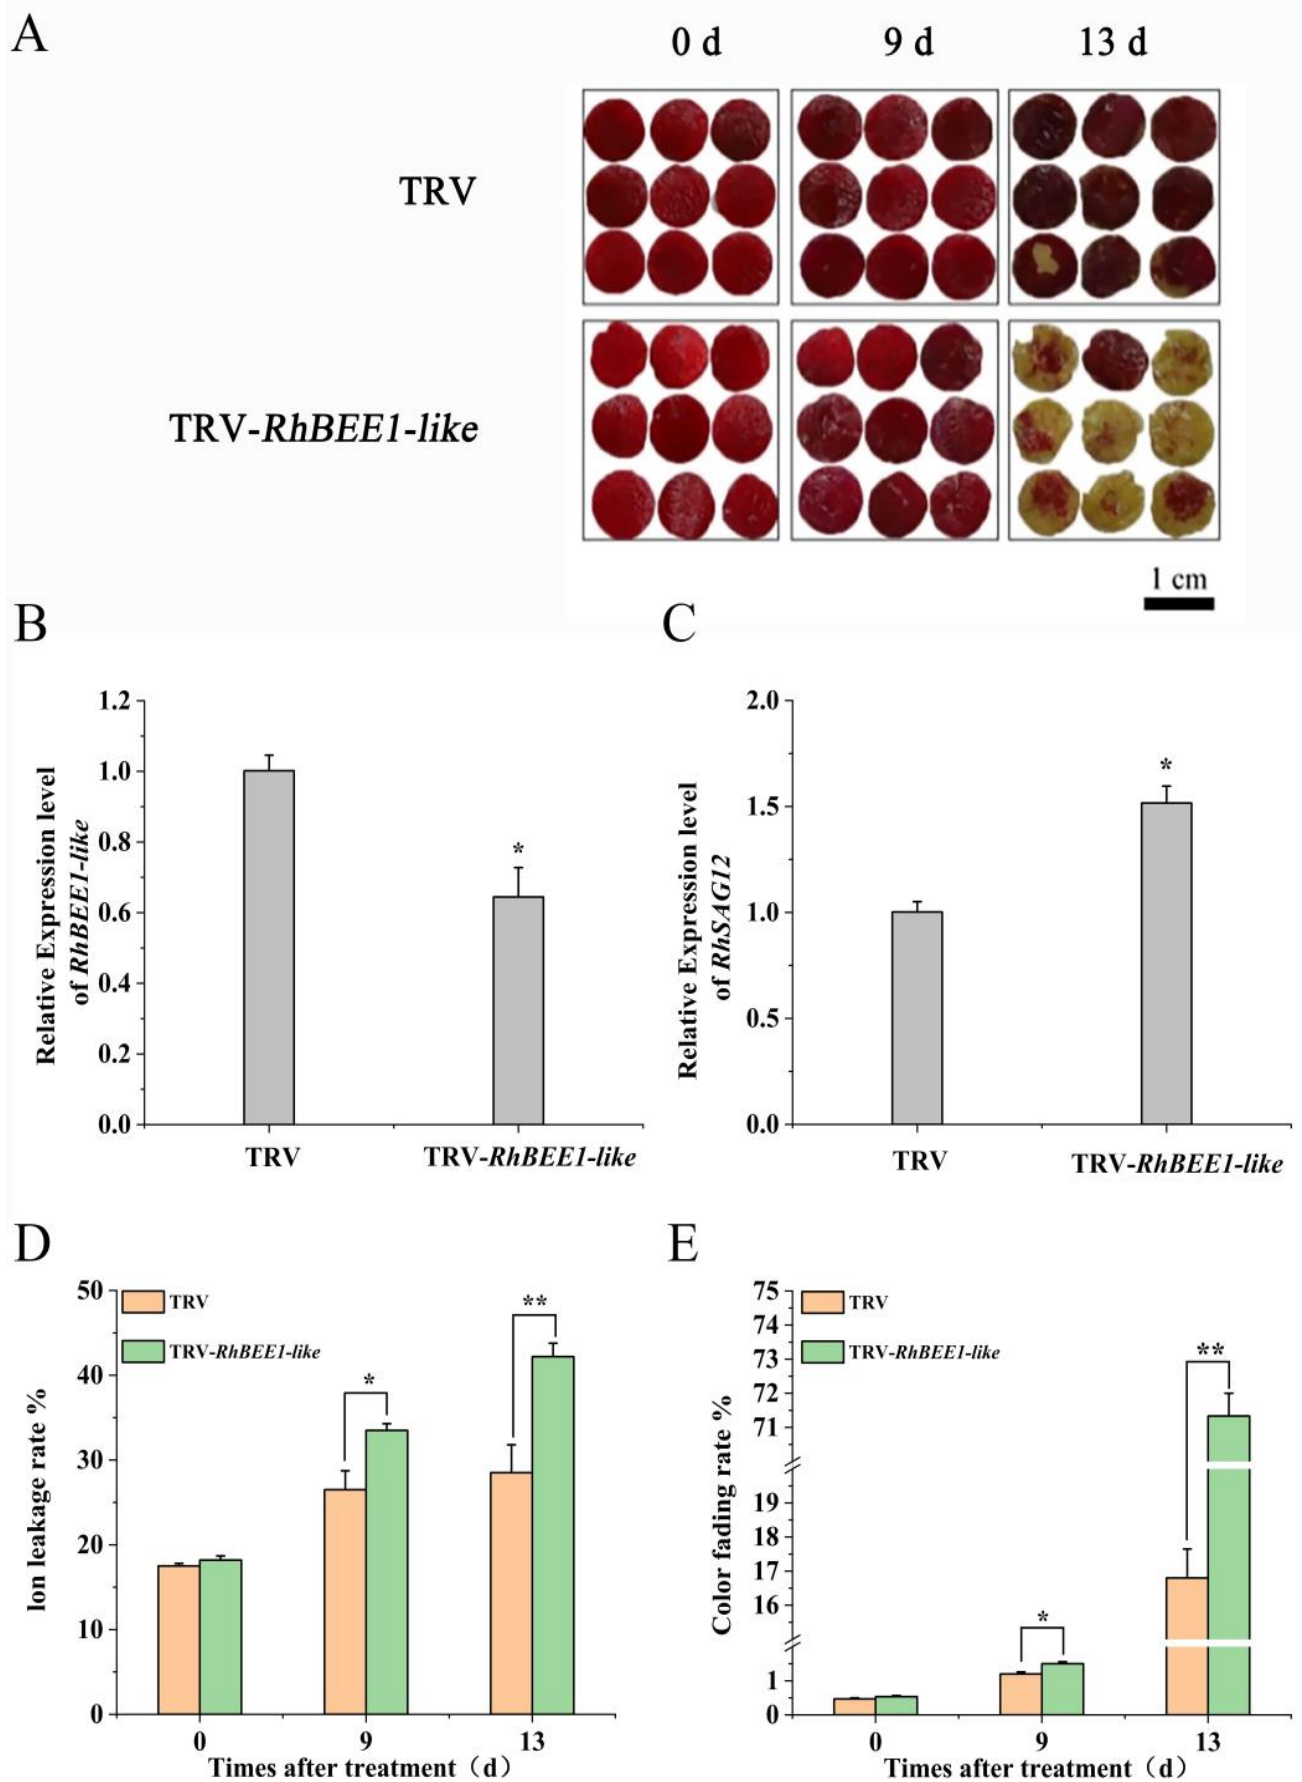 A
0 d 9 d 13 d
TRV
TRV-RhBEE1-like
1 cm
B
Relative Expression level
of RhBEE1-like
1.2
1.0
0.8
0.6
0.4
0.2
0.0
*
TRV TRV-RhBEE1-like
C
Relative Expression level
of RhSAG12
2.0
1.5
1.0
0.5
0.0
*
TRV TRV-RhBEE1-like
D
Ion leakage rate %
50
40
30
20
10
0
TRV
TRV-RhBEE1-like
*
**
0 9 13
Times after treatment（d）
E
Color fading rate %
75
74
73
72
71
19
18
17
16
1
0
TRV
TRV-RhBEE1-like
*
**
0 9 13
Times after treatment（d）